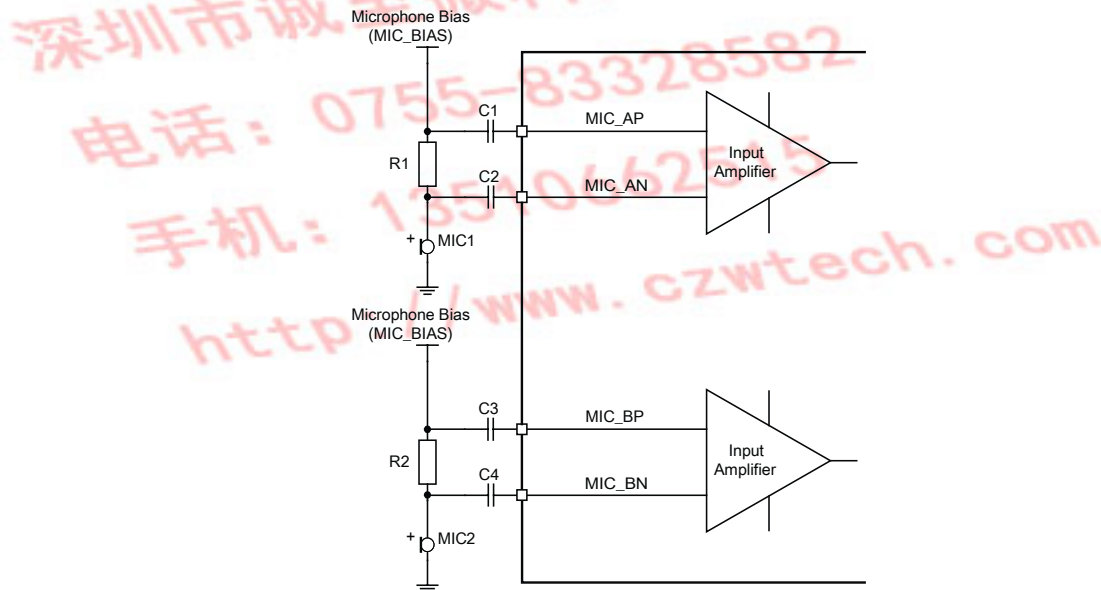 Microphone Bias
(MIC_BIAS)
C1
MIC_AP
R1
Input
Amplifier
C2
MIC_AN
+
MIC1
Microphone Bias
(MIC_BIAS)
C3
MIC_BP
R2
Input
Amplifier
C4
MIC_BN
+
MIC2
深圳市诚
电话：0755-83328582
手机：13510662515
http://www.czwtech.com